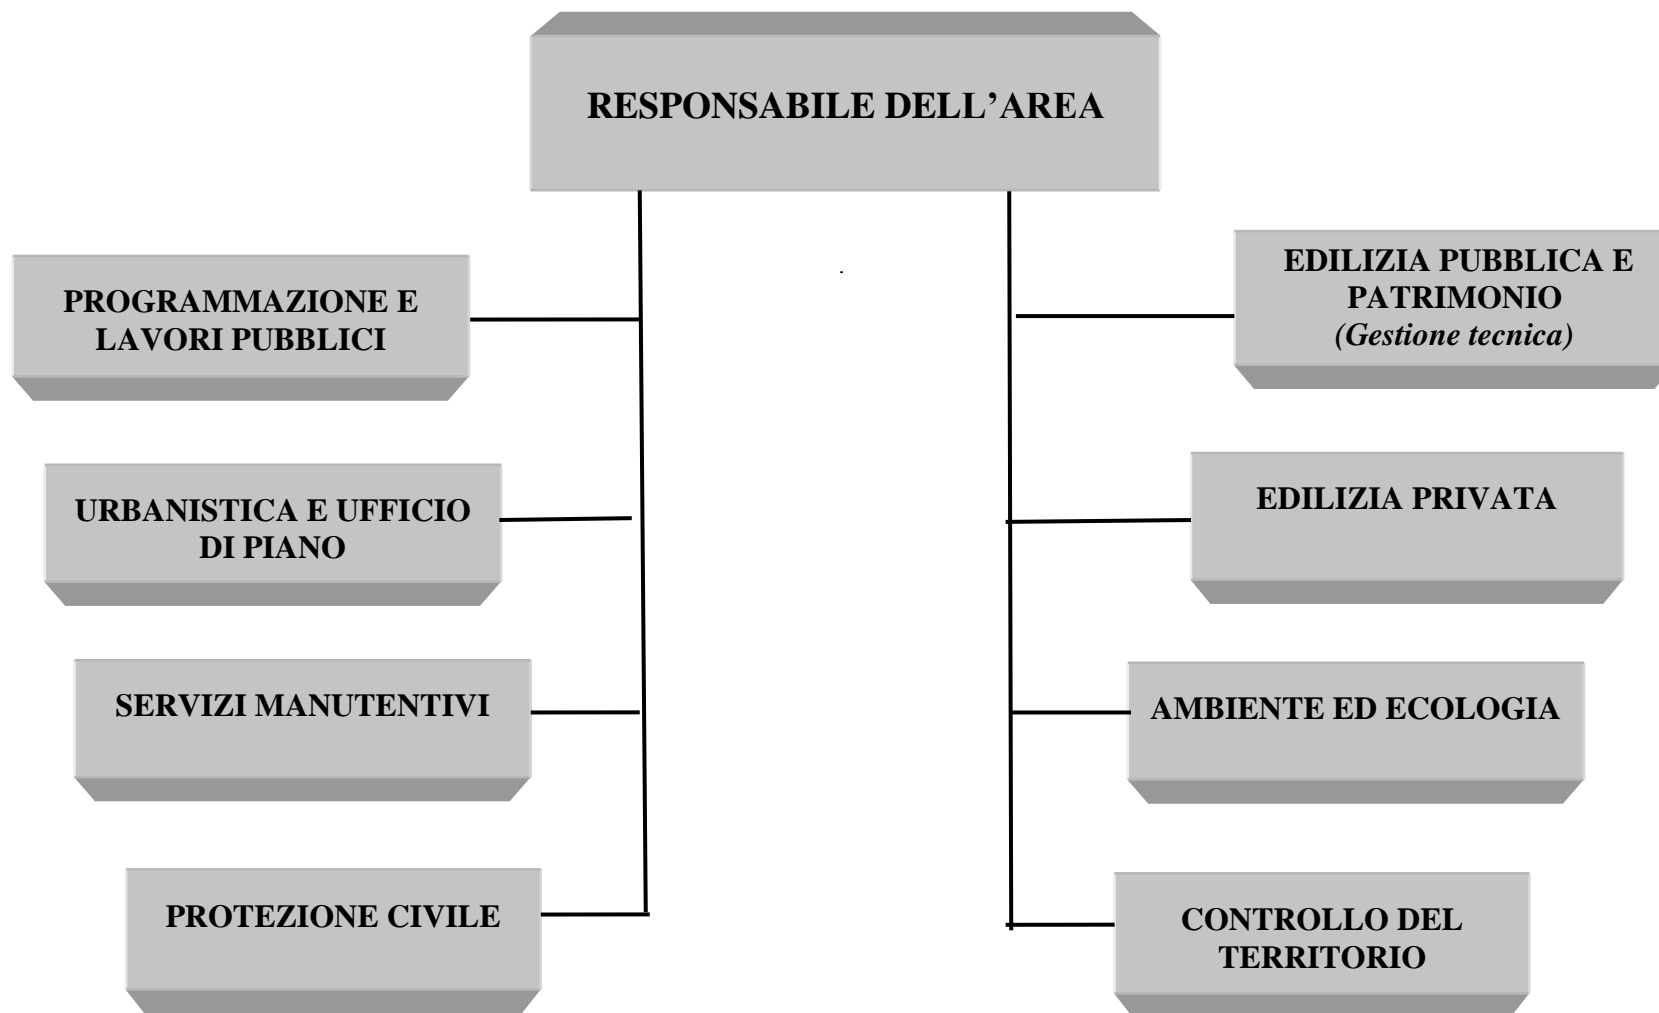 RESPONSABILE DELL’AREA
PROGRAMMAZIONE E
LAVORI PUBBLICI
URBANISTICA E UFFICIO
DI PIANO
SERVIZI MANUTENTIVI
PROTEZIONE CIVILE
EDILIZIA PUBBLICA E
PATRIMONIO
(Gestione tecnica)
EDILIZIA PRIVATA
AMBIENTE ED ECOLOGIA
CONTROLLO DEL
TERRITORIO